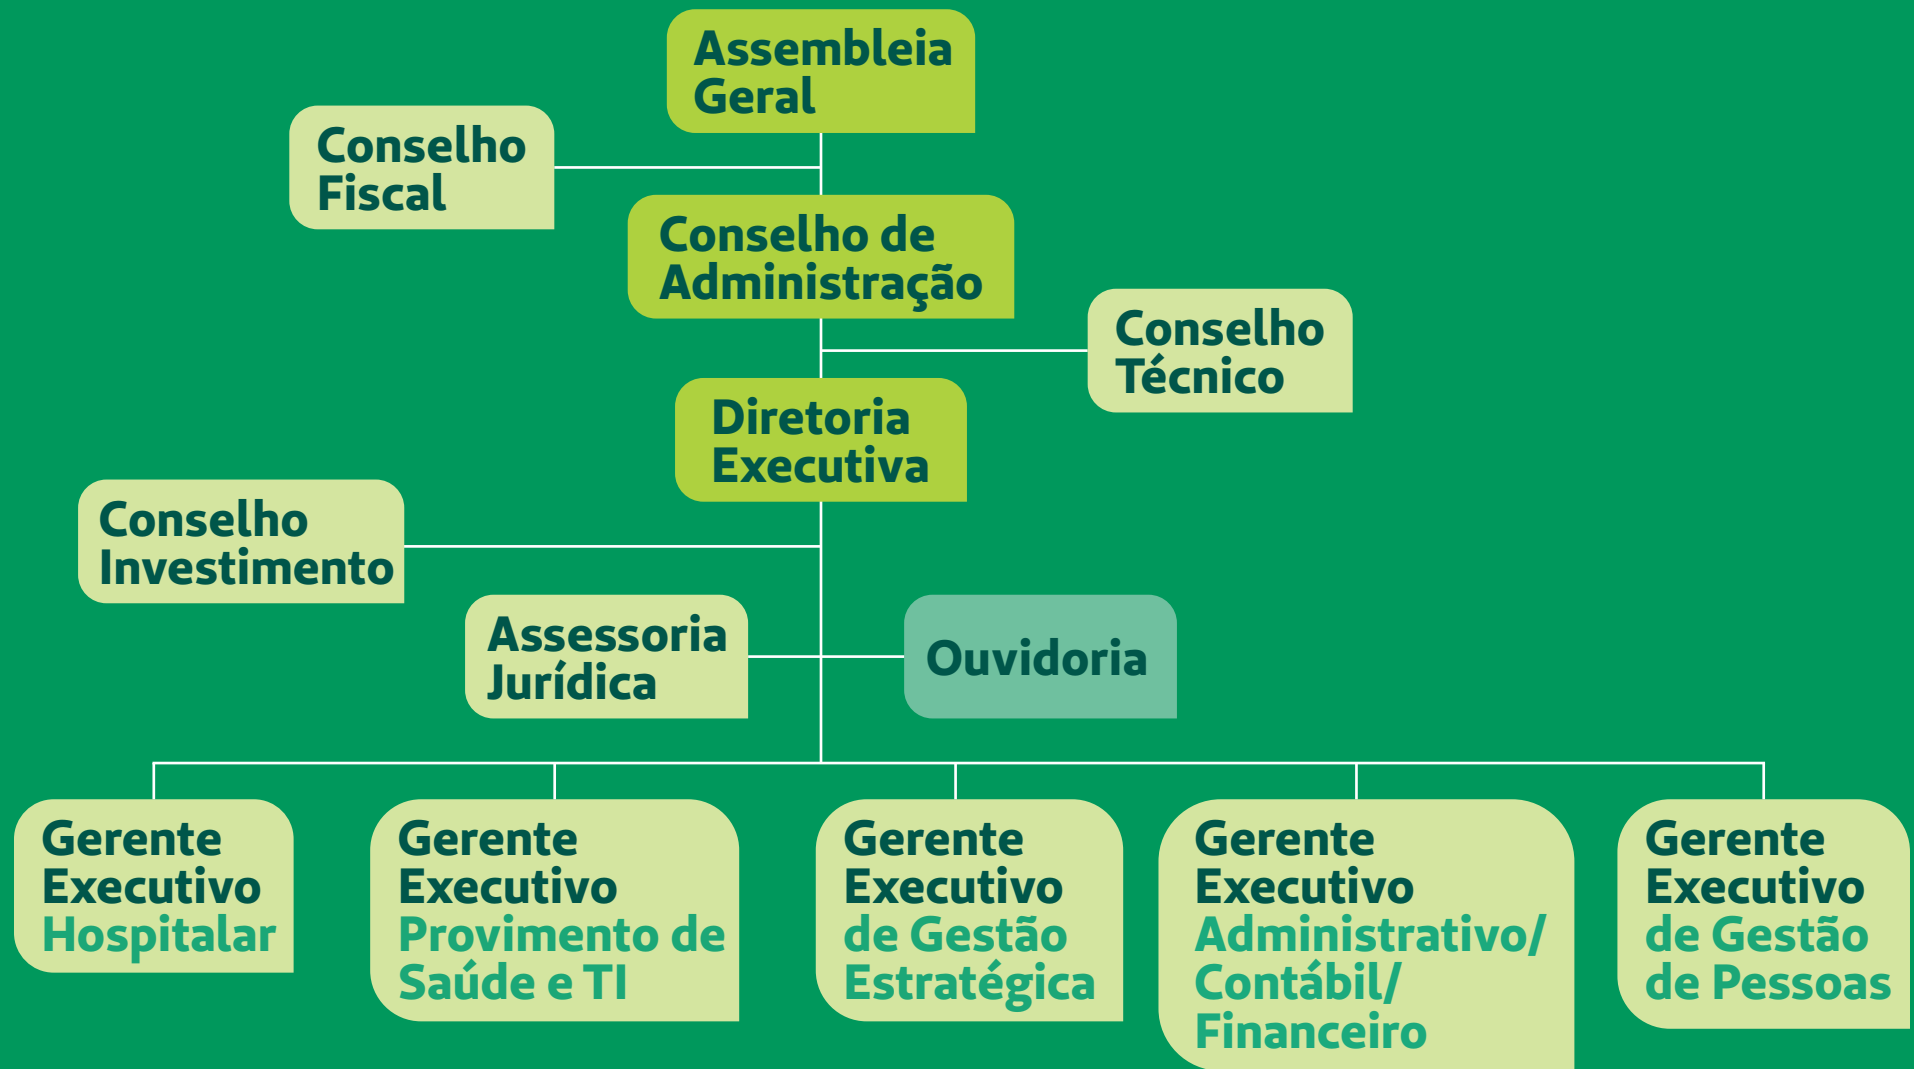 Assembleia
Geral
Conselho
Fiscal
Conselho de
Administração
Conselho
Técnico
Diretoria
Executiva
Conselho
Investimento
Assessoria
Jurídica
Ouvidoria
Gerente
Executivo
Hospitalar
Gerente
Executivo
Provimento de
Saúde e TI
Gerente
Executivo
de Gestão
Estratégica
Gerente
Executivo
Administrativo/
Contábil/
Financeiro
Gerente
Executivo
de Gestão
de Pessoas